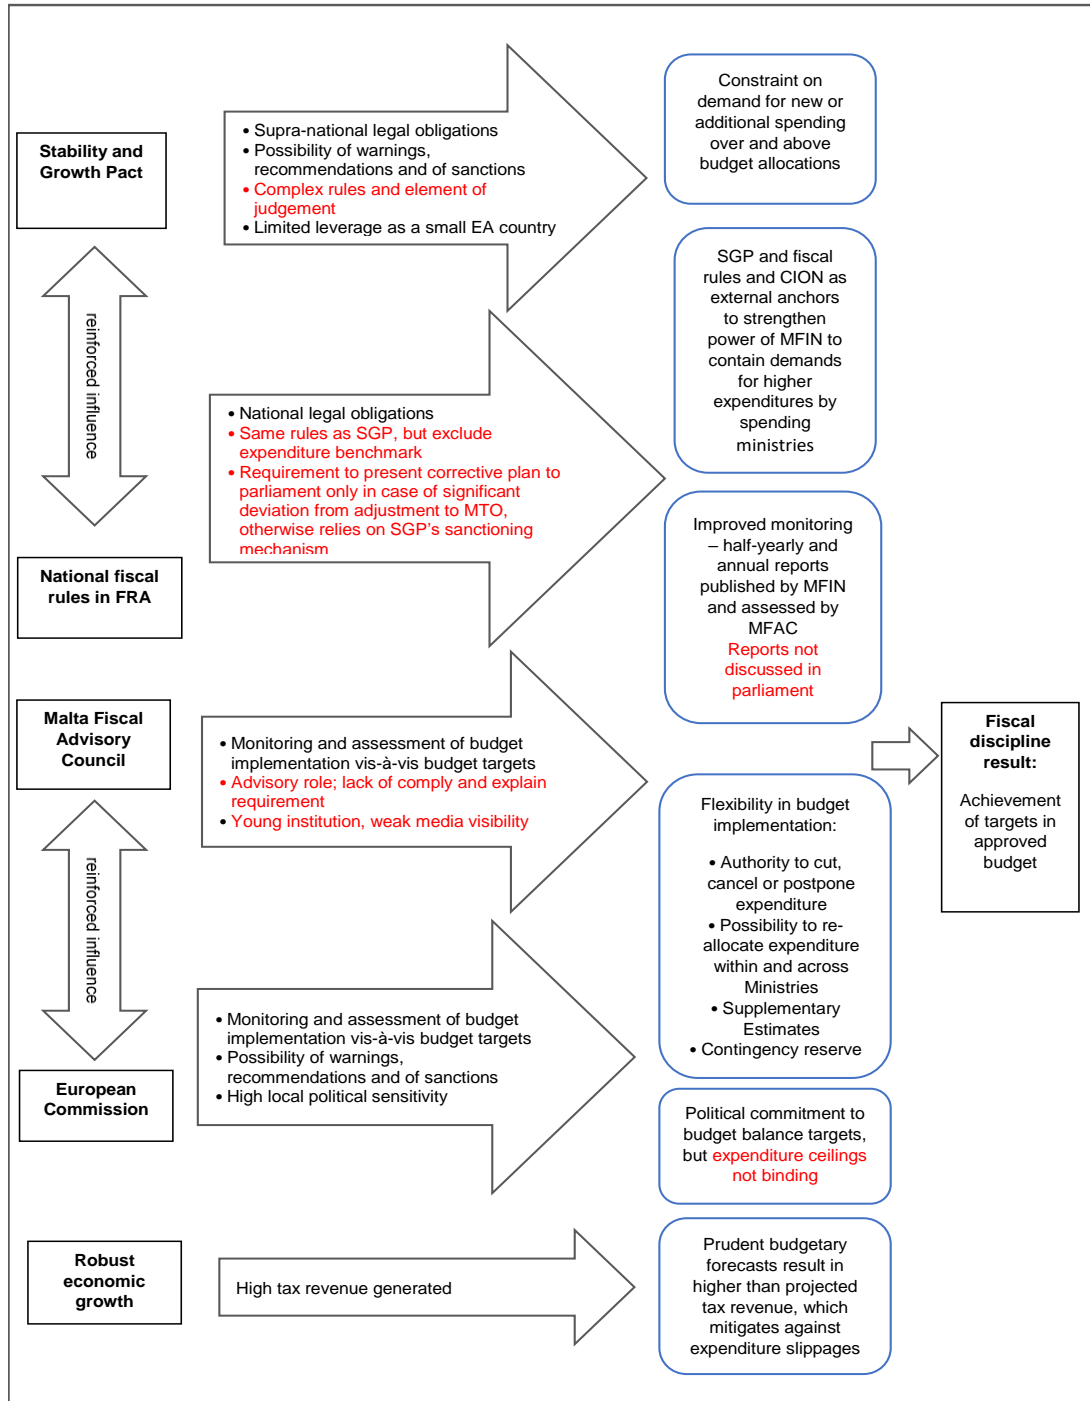 Stability and
Growth Pact
• Supra-national legal obligations
• Possibility of warnings,
recommendations and of sanctions
• Complex rules and element of
judgement
• Limited leverage as a small EA country
Constraint on
demand for new or
additional spending
over and above
budget allocations
reinforced influence
SGP and fiscal
rules and CION as
external anchors
to strengthen
power of MFIN to
contain demands
for higher
expenditures by
spending
ministries
National fiscal
rules in FRA
• National legal obligations
• Same rules as SGP, but exclude
expenditure benchmark
• Requirement to present corrective plan to
parliament only in case of significant
deviation from adjustment to MTO,
otherwise relies on SGP's sanctioning
mechanism
Improved monitoring
– half-yearly and
annual reports
published by MFIN
and assessed by
MFAC
Reports not
discussed in
parliament
Malta Fiscal
Advisory
Council
• Monitoring and assessment of budget
implementation vis-à-vis budget targets
• Advisory role; lack of comply and explain
requirement
• Young institution, weak media visibility
Flexibility in budget
implementation:
• Authority to cut,
cancel or postpone
expenditure
• Possibility to re-
allocate expenditure
within and across
Ministries
• Supplementary
Estimates
• Contingency reserve
Fiscal
discipline
result:
Achievement
of targets in
approved
budget
reinforced influence
European
Commission
• Monitoring and assessment of budget
implementation vis-à-vis budget targets
• Possibility of warnings,
recommendations and of sanctions
• High local political sensitivity
Political commitment to
budget balance targets,
but expenditure ceilings
not binding
Robust
economic
growth
High tax revenue generated
Prudent budgetary
forecasts result in
higher than projected
tax revenue, which
mitigates against
expenditure slippages